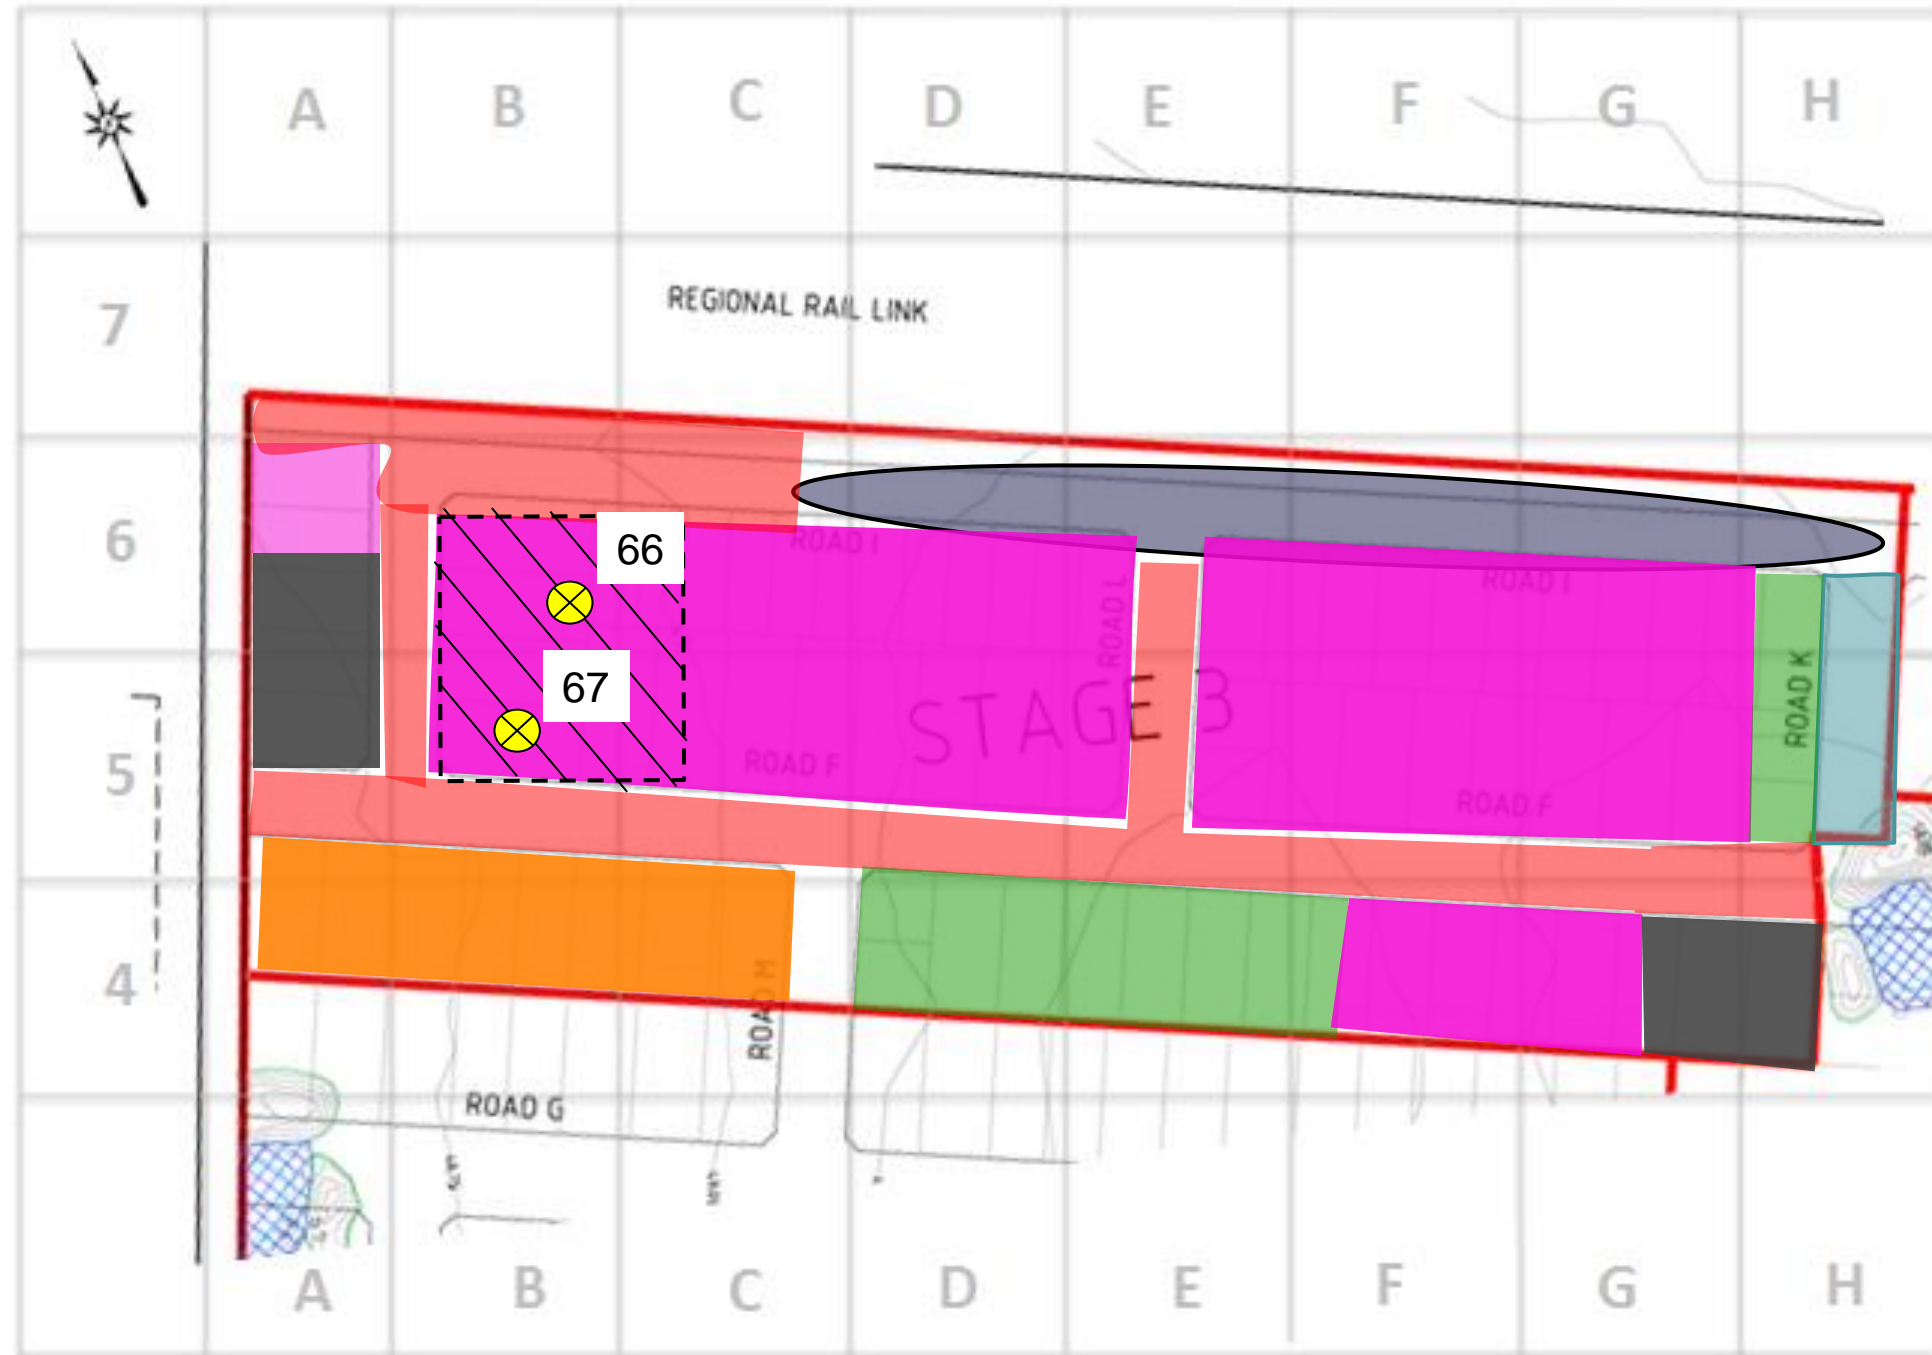 A B C D E F G H
7
REGIONAL RAIL LINK
6
66
ROAD I
ROAD I
ROAD L
67
ROAD K
STAGE 3
5
ROAD F
ROAD F
4
ROAD M
ROAD G
A B C D E F G H